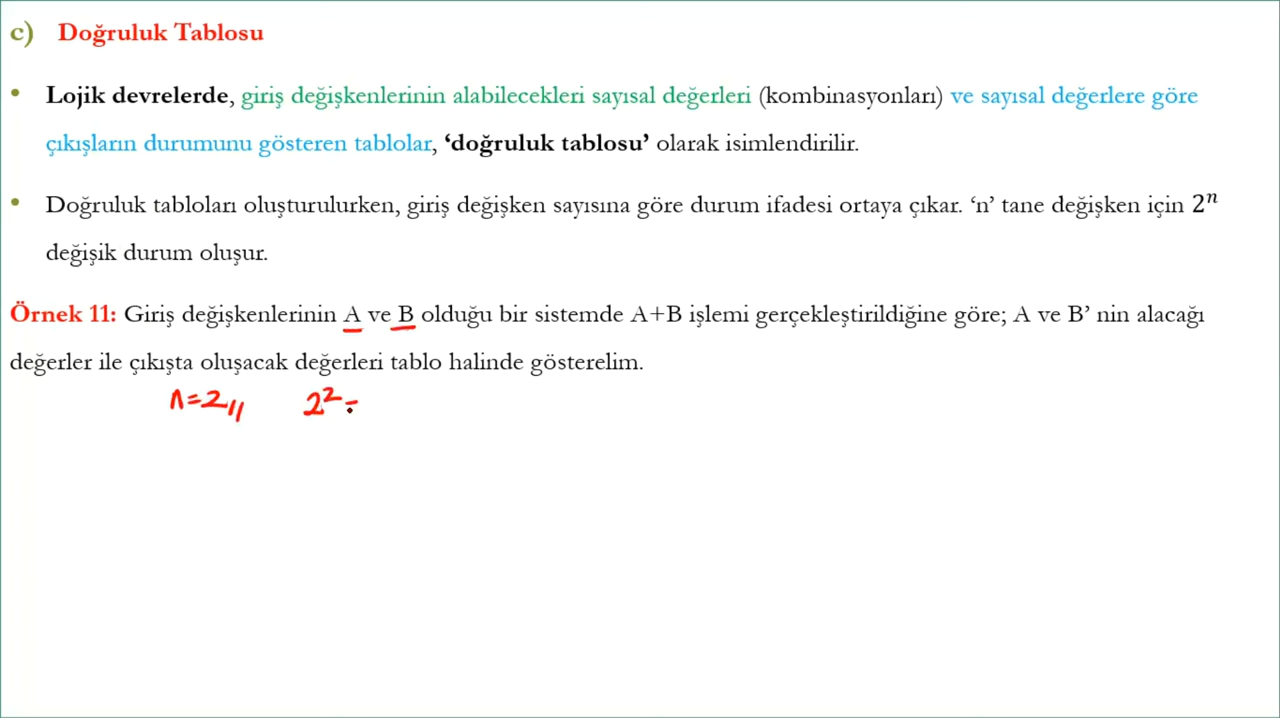 c) Doğruluk Tablosu
• Lojik devrelerde, giriş değişkenlerinin alabilecekleri sayısal değerleri (kombinasyonları) ve sayısal değerlere göre
çıkışların durumunu gösteren tablolar, ‘doğruluk tablosu’ olarak isimlendirilir.
• Doğruluk tabloları oluşturulurken, giriş değişken sayısına göre durum ifadesi ortaya çıkar. ‘n’ tane değişken için 2ⁿ
değişik durum oluşur.
Örnek 11: Giriş değişkenlerinin A ve B olduğu bir sistemde A+B işlemi gerçekleştirildiğine göre; A ve B’ nin alacağı
değerler ile çıkışta oluşacak değerleri tablo halinde gösterelim.
n=2,, 2²=